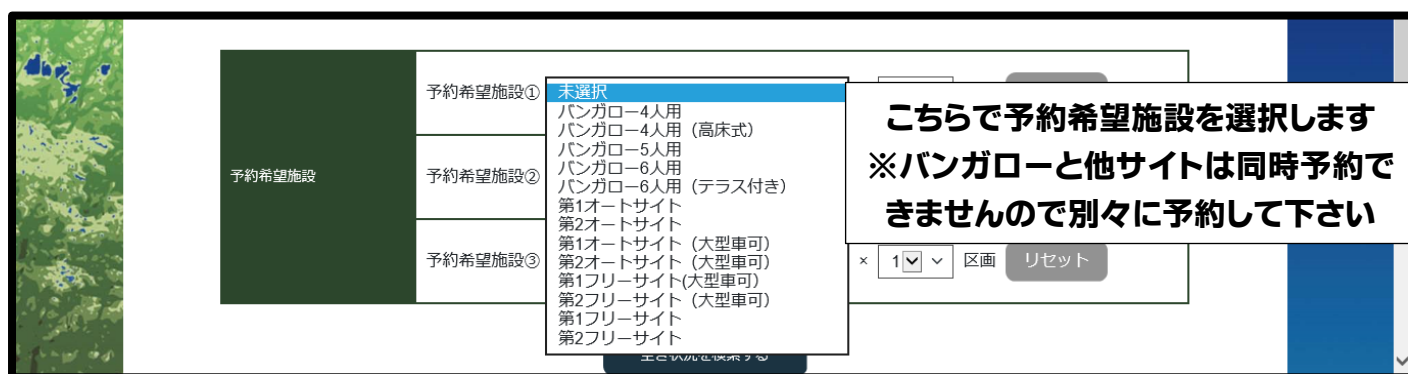 予約希望施設
予約希望施設①
予約希望施設②
予約希望施設③
未選択
バンガロー4人用
バンガロー4人用（高床式）
バンガロー5人用
バンガロー6人用
バンガロー6人用（テラス付き）
第1オートサイト
第2オートサイト
第1オートサイト（大型車可）
第2オートサイト（大型車可）
第1フリーサイト(大型車可)
第2フリーサイト（大型車可）
第1フリーサイト
第2フリーサイト
こちらで予約希望施設を選択します
※バンガローと他サイトは同時予約で
きませんので別々に予約して下さい
× 1 区画 リセット
空き状況を検索する